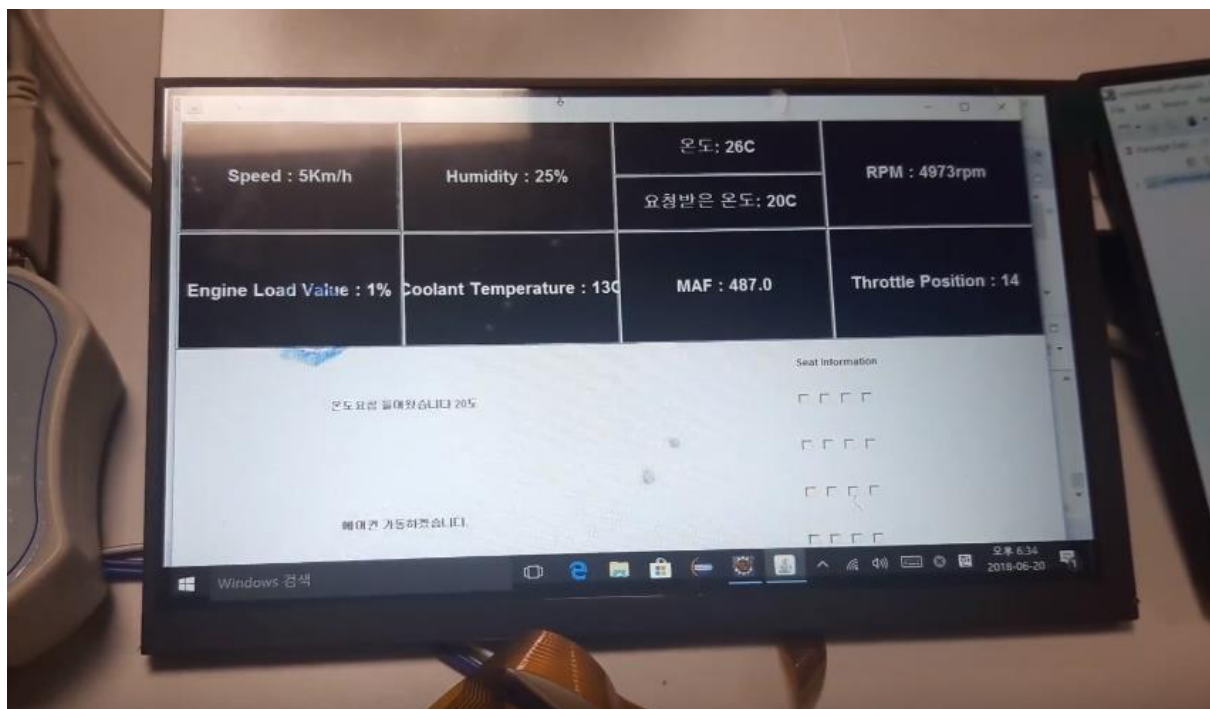 Speed : 5Km/h
Humidity : 25%
온도: 26C
요청받은 온도: 20C
RPM : 4973rpm
Engine Load Value : 1%
Coolant Temperature : 13C
MAF : 487.0
Throttle Position : 14
Seat Information
온도요청 들어왔습니다 20도
에어컨 가동하겠습니다.
Windows 검색
오후 6:34
2018-06-20